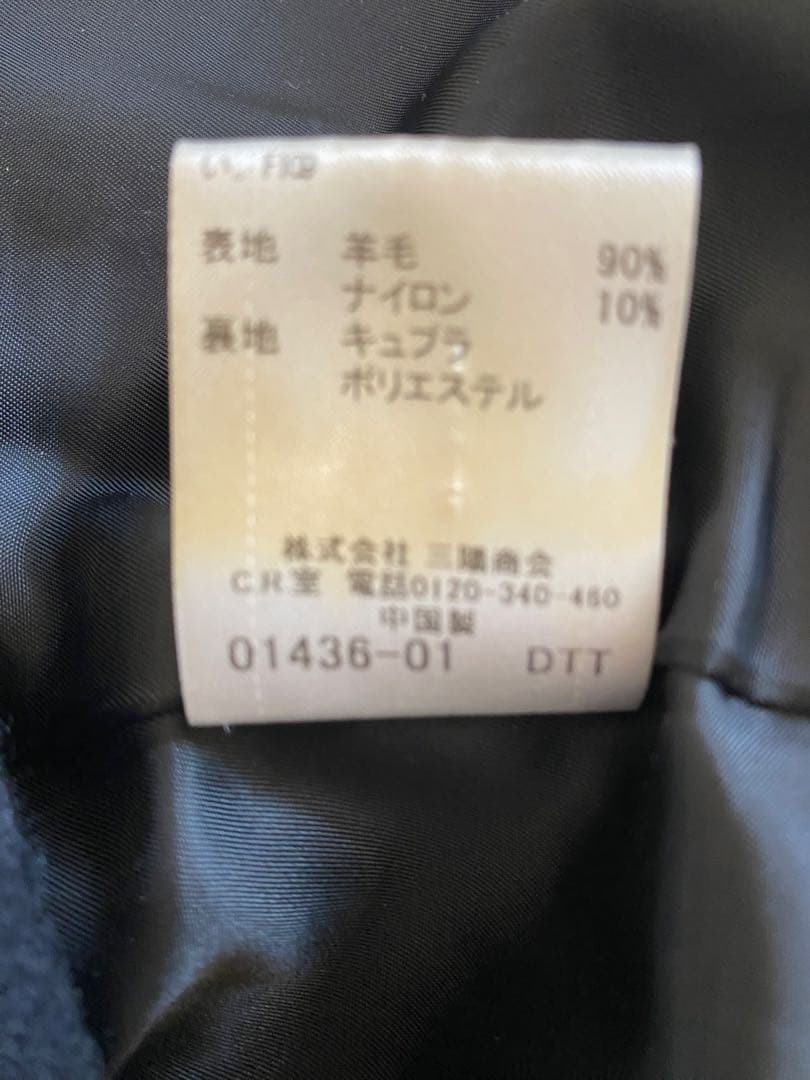 表地 羊毛 90%
ナイロン 10%
裏地 キュプラ
ポリエステル
株式会社 三陽商会
CR室 電話0120-340-460
中国製
01436-01 DTT